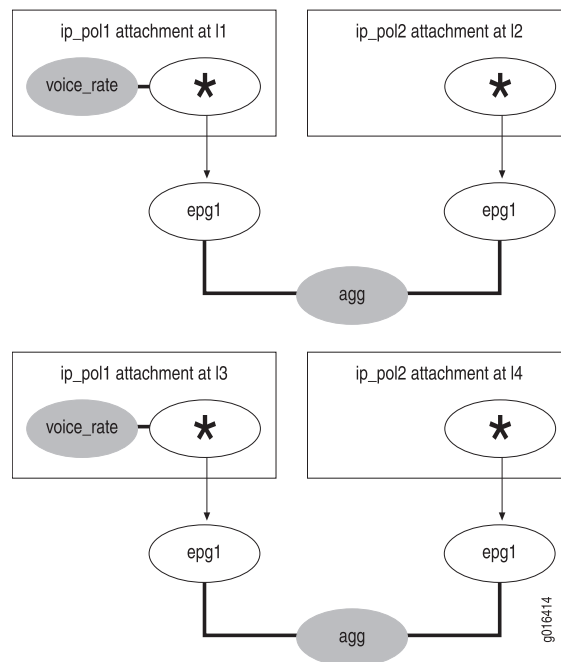 ip_pol1 attachment at l1
ip_pol2 attachment at l2
voice_rate
*
*
epg1
epg1
agg
ip_pol1 attachment at l3
ip_pol2 attachment at l4
voice_rate
*
*
epg1
epg1
agg
g016414